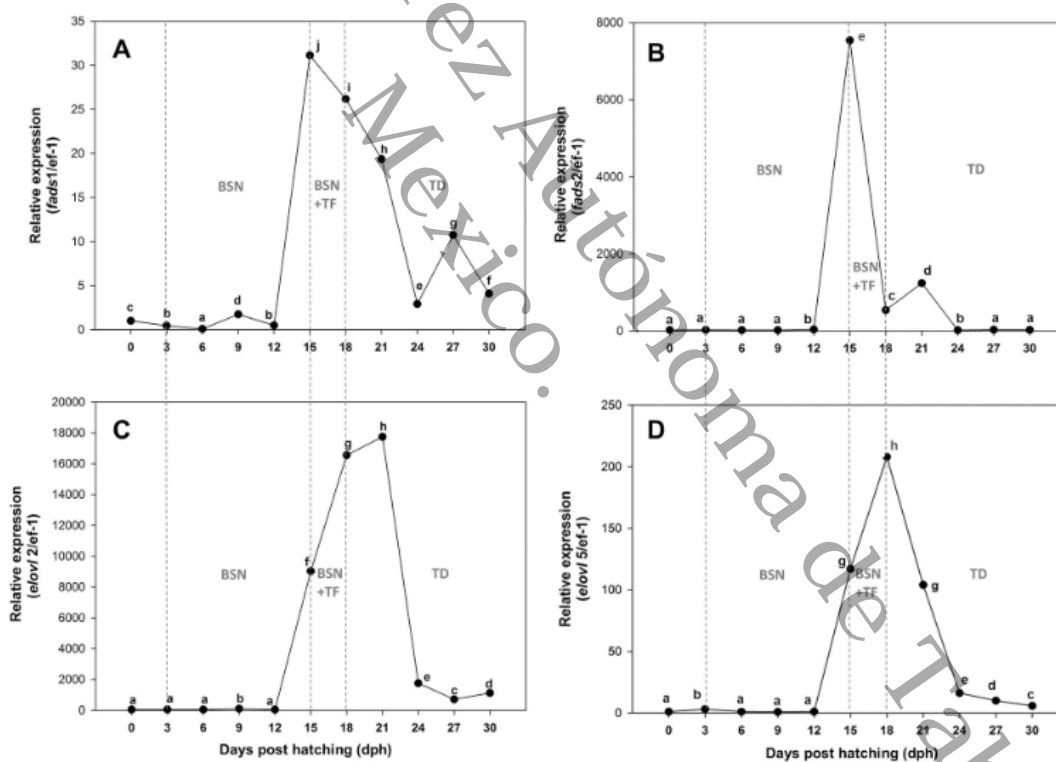 A
Relative expression
(fads1/ef-1)
35
30
25
20
15
10
5
0
c
b
a
d
b
j
i
h
e
g
f
BSN
BSN
+TF
TD
0 3 6 9 12 15 18 21 24 27 30
B
Relative expression
(fads2/ef-1)
8000
6000
4000
2000
0
a
a
a
a
b
e
c
d
b
a
a
BSN
BSN
+TF
TD
0 3 6 9 12 15 18 21 24 27 30
C
Relative expression
(elovl 2/ef-1)
20000
18000
16000
14000
12000
10000
8000
6000
4000
2000
0
a
a
a
b
a
f
g
h
e
c
d
BSN
BSN
+TF
TD
0 3 6 9 12 15 18 21 24 27 30
Days post hatching (dph)
D
Relative expression
(elovl 5/ef-1)
250
200
150
100
50
0
a
b
a
a
a
g
h
g
e
d
c
BSN
BSN
+TF
TD
0 3 6 9 12 15 18 21 24 27 30
Days post hatching (dph)
ez Autónoma de
Mexico.